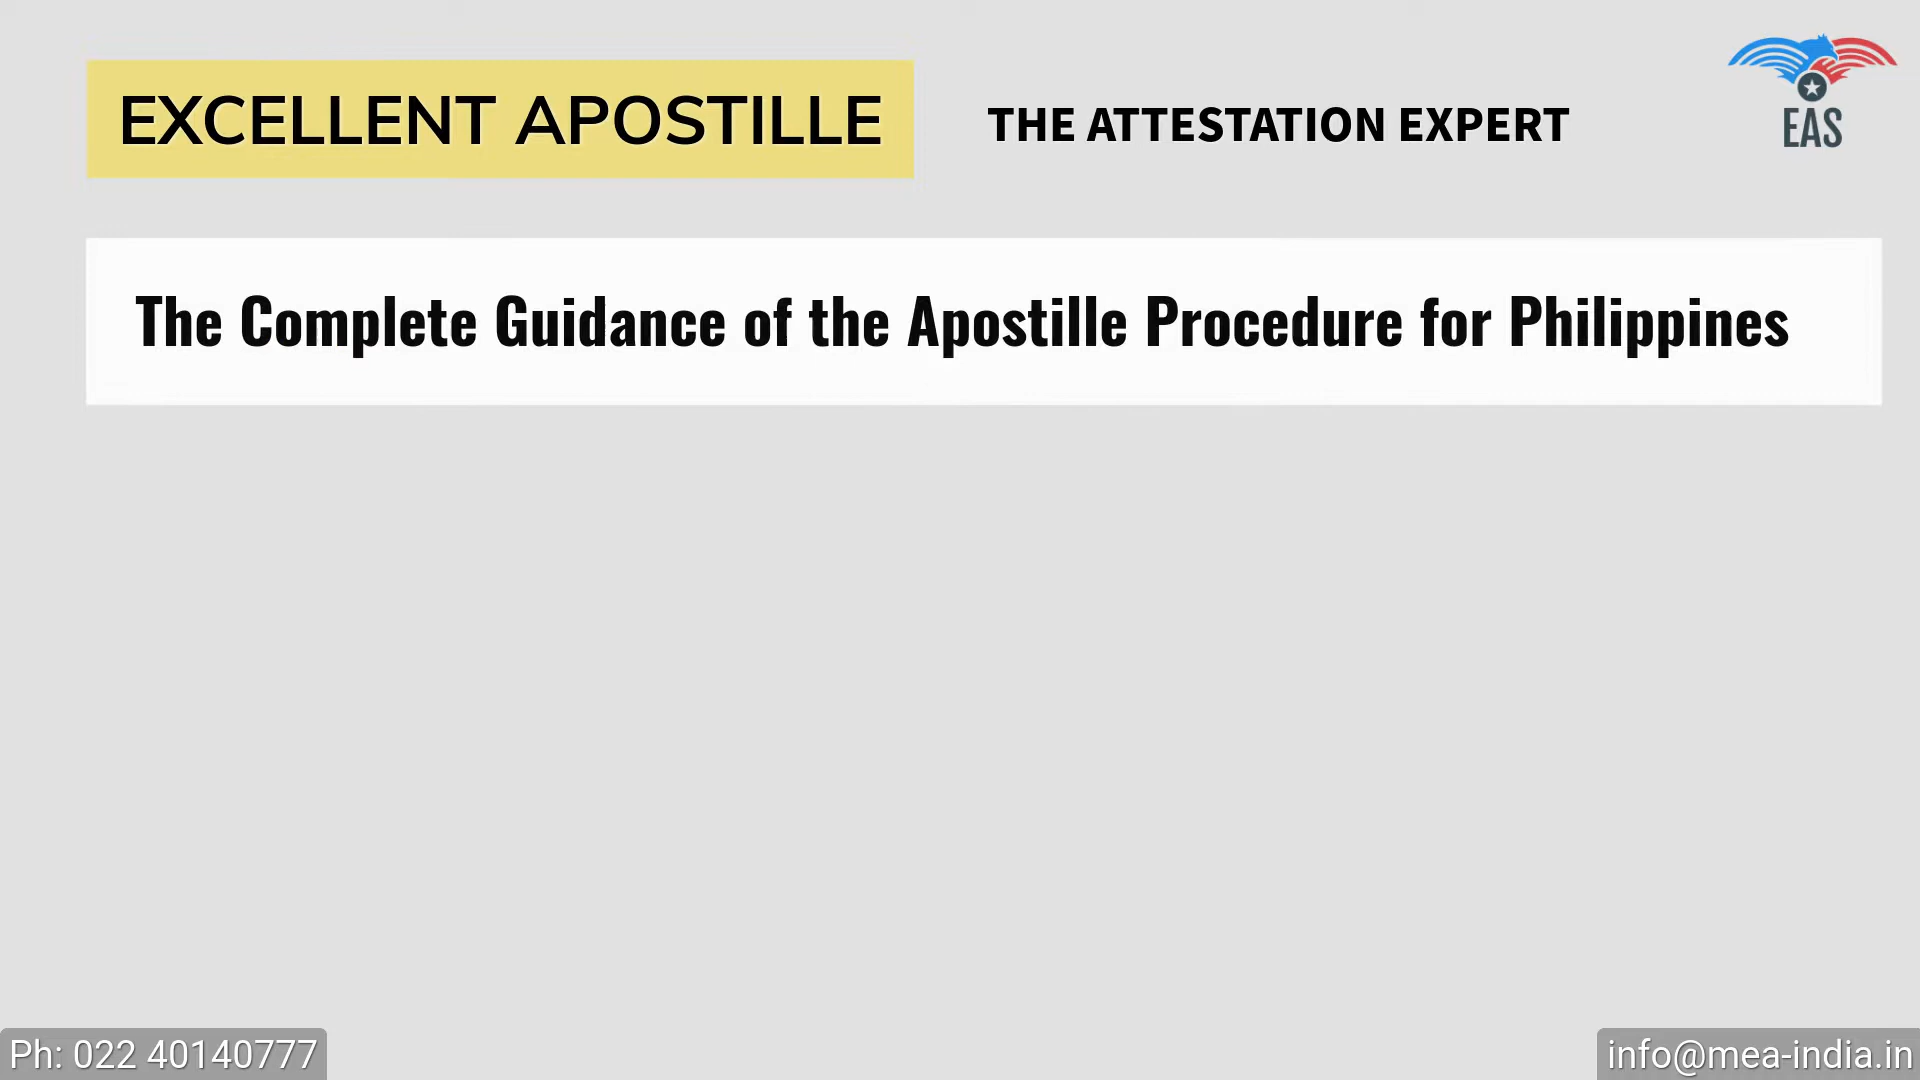 EXCELLENT APOSTILLE
THE ATTESTATION EXPERT
EAS
The Complete Guidance of the Apostille Procedure for Philippines
Ph: 022 40140777
info@mea-india.in